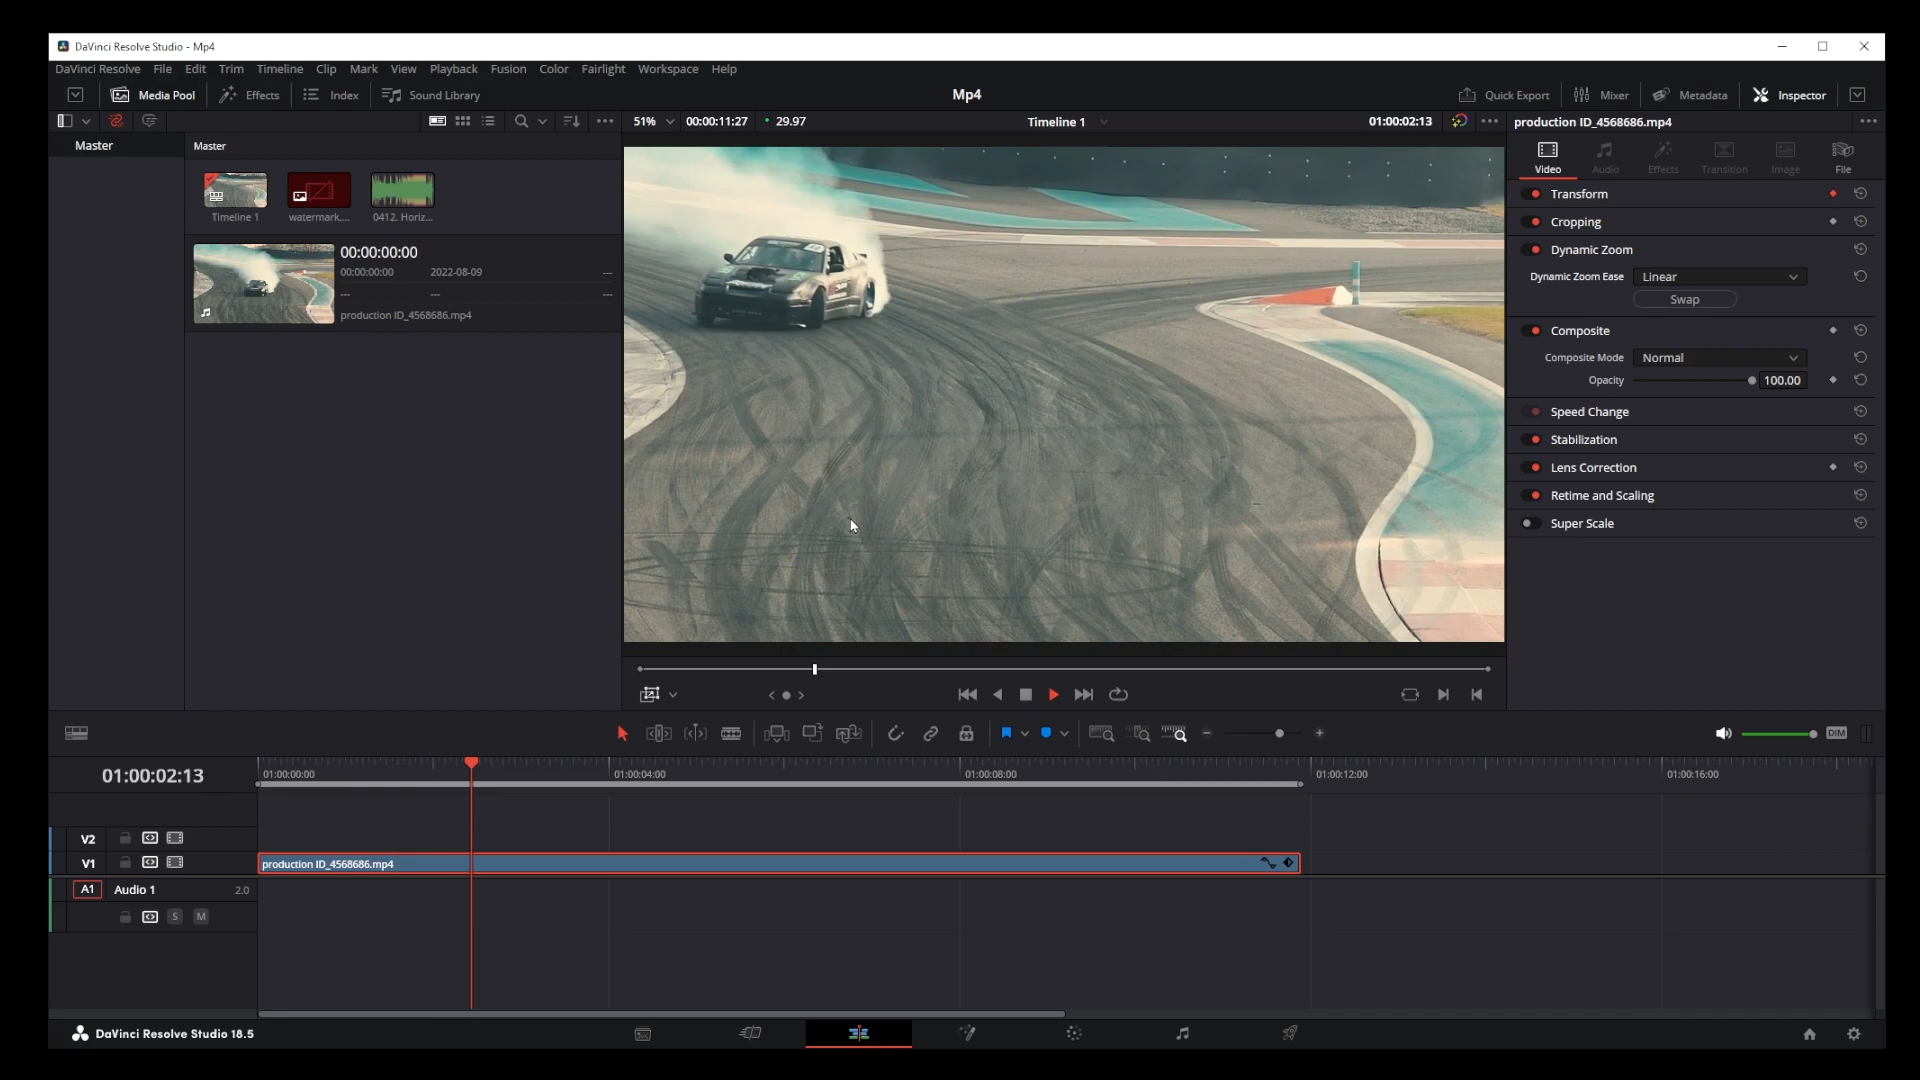 DaVinci Resolve Studio - Mp4
DaVinci Resolve File Edit Trim Timeline Clip Mark View Playback Fusion Color Fairlight Workspace Help
Media Pool Effects Index Sound Library Mp4 Quick Export Mixer Metadata Inspector
51% 00:00:11:27 29.97 Timeline 1 01:00:02:13 production ID_4568686.mp4
Master Master
Video Audio Effects Transition Image File
Timeline 1 watermark,... 0412. Horiz...
00:00:00:00
00:00:00:00 2022-08-09 ---
--- --- ---
production ID_4568686.mp4
Transform
Cropping
Dynamic Zoom
Dynamic Zoom Ease Linear
Swap
Composite
Composite Mode Normal
Opacity 100.00
Speed Change
Stabilization
Lens Correction
Retime and Scaling
Super Scale
DIM
01:00:02:13 01:00:00:00 01:00:04:00 01:00:08:00 01:00:12:00 01:00:16:00
V2
V1 production ID_4568686.mp4
A1 Audio 1 2.0
S M
DaVinci Resolve Studio 18.5